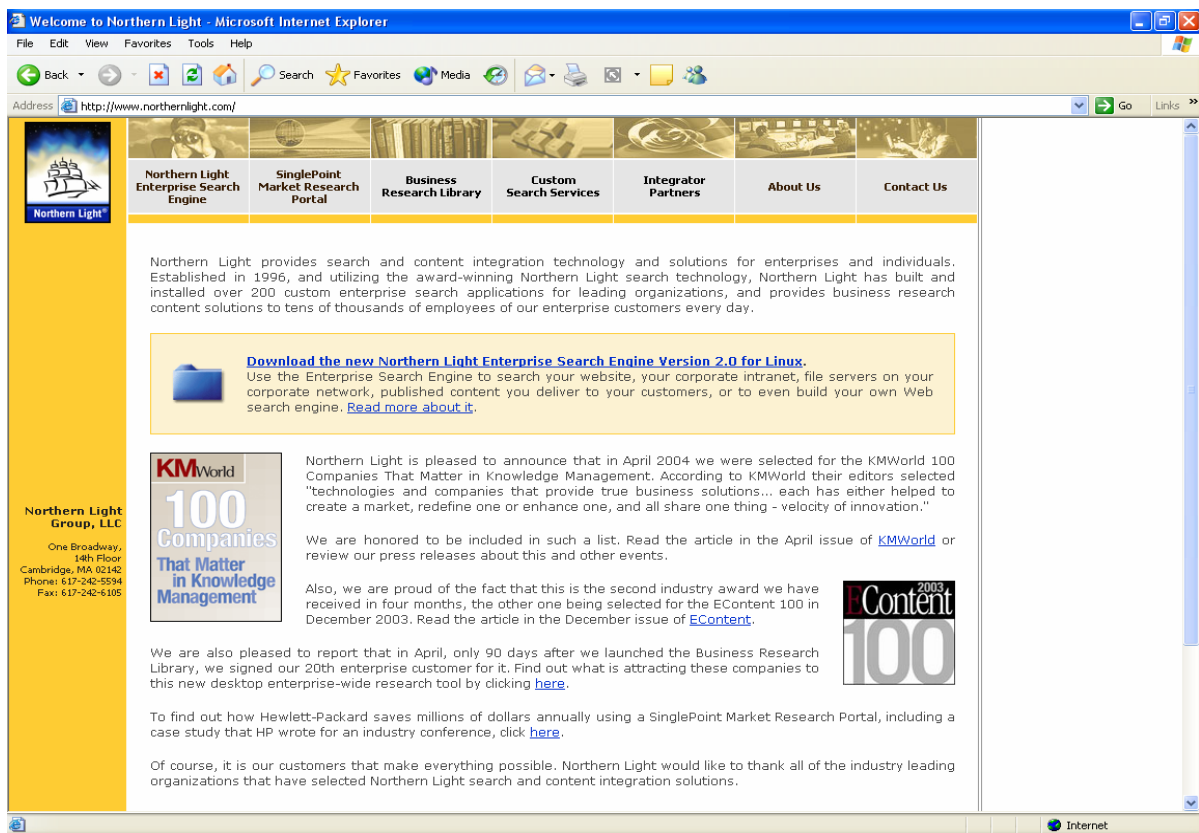 Welcome to Northern Light - Microsoft Internet Explorer
File Edit View Favorites Tools Help
Back Search Favorites Media
Address http://www.northernlight.com/ Go Links »
Northern Light®
Northern Light
Enterprise Search
Engine
SinglePoint
Market Research
Portal
Business
Research Library
Custom
Search Services
Integrator
Partners
About Us
Contact Us
Northern Light provides search and content integration technology and solutions for enterprises and individuals.
Established in 1996, and utilizing the award-winning Northern Light search technology, Northern Light has built and
installed over 200 custom enterprise search applications for leading organizations, and provides business research
content solutions to tens of thousands of employees of our enterprise customers every day.
Download the new Northern Light Enterprise Search Engine Version 2.0 for Linux.
Use the Enterprise Search Engine to search your website, your corporate intranet, file servers on your
corporate network, published content you deliver to your customers, or to even build your own Web
search engine. Read more about it.
KMWorld
100
Companies
That Matter
in Knowledge
Management
Northern Light is pleased to announce that in April 2004 we were selected for the KMWorld 100
Companies That Matter in Knowledge Management. According to KMWorld their editors selected
"technologies and companies that provide true business solutions... each has either helped to
create a market, redefine one or enhance one, and all share one thing - velocity of innovation."
We are honored to be included in such a list. Read the article in the April issue of KMWorld or
review our press releases about this and other events.
Also, we are proud of the fact that this is the second industry award we have
received in four months, the other one being selected for the EContent 100 in
December 2003. Read the article in the December issue of EContent.
2003
EContent
100
Northern Light
Group, LLC
One Broadway,
14th Floor
Cambridge, MA 02142
Phone: 617-242-5594
Fax: 617-242-6105
We are also pleased to report that in April, only 90 days after we launched the Business Research
Library, we signed our 20th enterprise customer for it. Find out what is attracting these companies to
this new desktop enterprise-wide research tool by clicking here.
To find out how Hewlett-Packard saves millions of dollars annually using a SinglePoint Market Research Portal, including a
case study that HP wrote for an industry conference, click here.
Of course, it is our customers that make everything possible. Northern Light would like to thank all of the industry leading
organizations that have selected Northern Light search and content integration solutions.
Internet